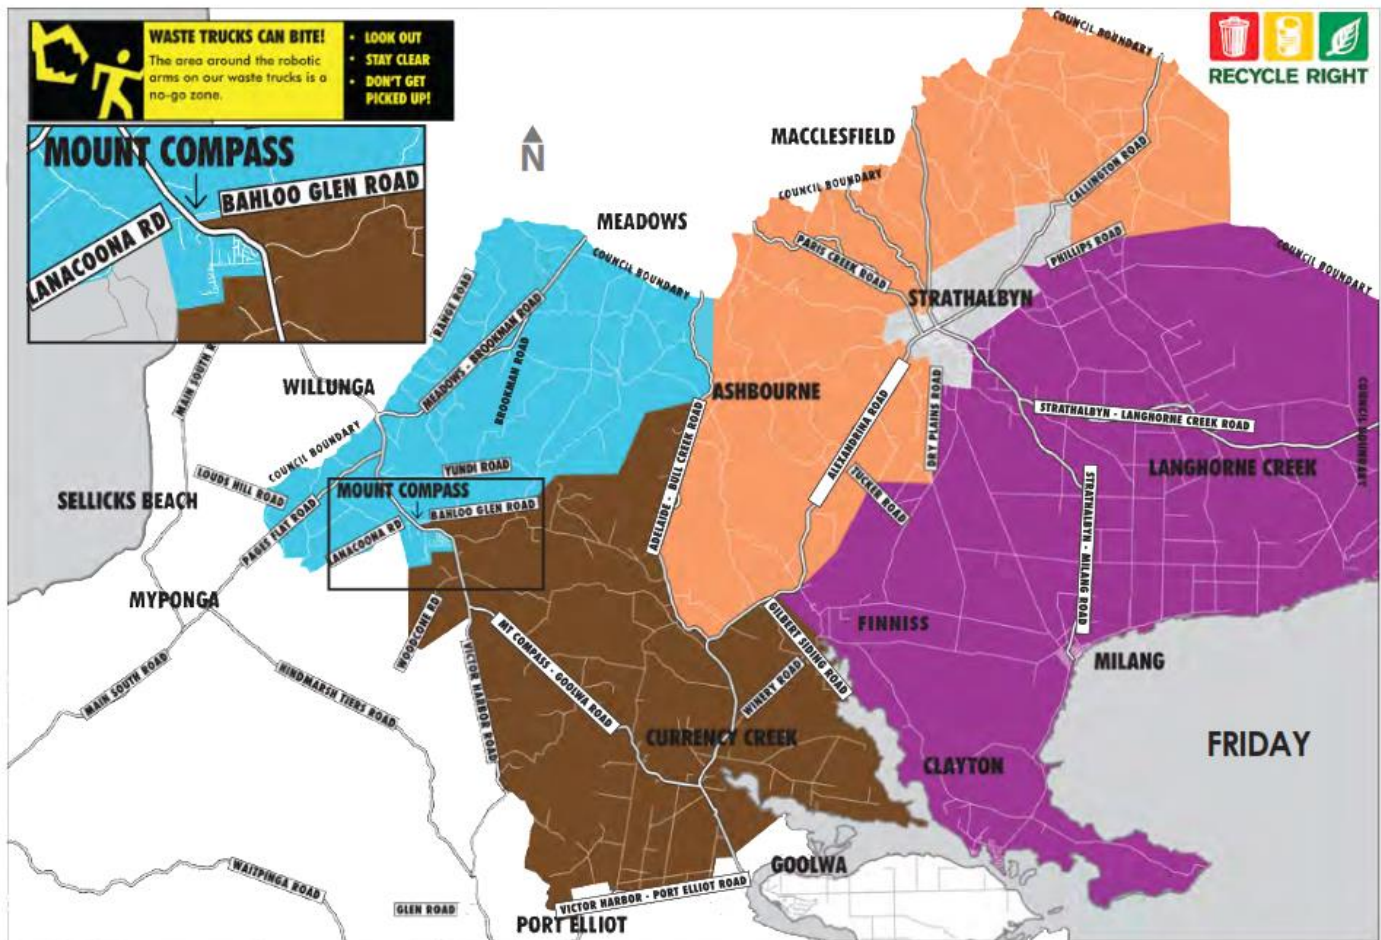 WASTE TRUCKS CAN BITE!
The area around the robotic
arms on our waste trucks is a
no-go zone.
• LOOK OUT
• STAY CLEAR
• DON'T GET
PICKED UP!
RECYCLE RIGHT
MOUNT COMPASS
BAHLOO GLEN ROAD
LANACOONA RD
N
COUNCIL BOUNDARY
MACCLESFIELD
CALLINGTON ROAD
COUNCIL BOUNDARY
MEADOWS
PARIS CREEK ROAD
PHILLIPS ROAD
COUNCIL BOUNDARY
COUNCIL BOUNDARY
STRATHALBYN
RANGE ROAD
MEADOWS - BROOKMAN ROAD
BROOKMAN ROAD
MAIN SOUTH R
WILLUNGA
ASHBOURNE
ALEXANDRINA ROAD
DRY PLAINS ROAD
STRATHALBYN - LANGHORNE CREEK ROAD
COUNCIL BOUNDARY
COUNCIL BOUNDARY
LANGHORNE CREEK
LOUDS HILL ROAD
YUNDI ROAD
MOUNT COMPASS
BAHLOO GLEN ROAD
LANACOONA RD
SELLICKS BEACH
PAGES FLAT ROAD
ADELAIDE - BULL CREEK ROAD
TUCKER ROAD
STRATHALBYN - MILANG ROAD
MYPONGA
WOODCONE RD
MT COMPASS - GOOLWA ROAD
GILBERT SIDING ROAD
FINNISS
MILANG
MAIN SOUTH ROAD
HINDMARSH TIERS ROAD
VICTOR HARBOR ROAD
WINERY ROAD
CURRENCY CREEK
CLAYTON
FRIDAY
WAITPINGA ROAD
GOOLWA
GLEN ROAD
VICTOR HARBOR - PORT ELLIOT ROAD
PORT ELLIOT